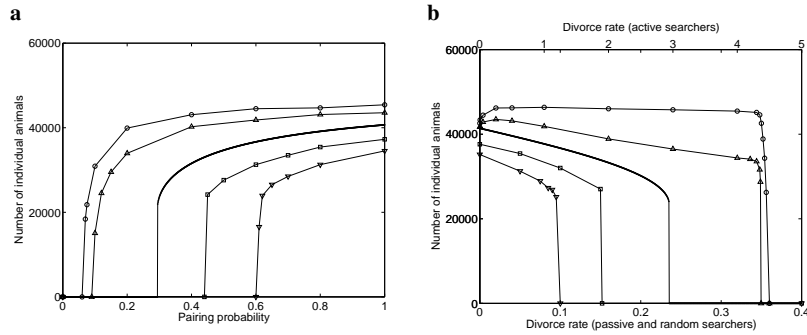 a
60000
40000
20000
0
Number of individual animals
0 0.2 0.4 0.6 0.8 1
Pairing probability
b
Divorce rate (active searchers)
0 1 2 3 4 5
60000
40000
20000
0
Number of individual animals
0 0.1 0.2 0.3 0.4
Divorce rate (passive and random searchers)